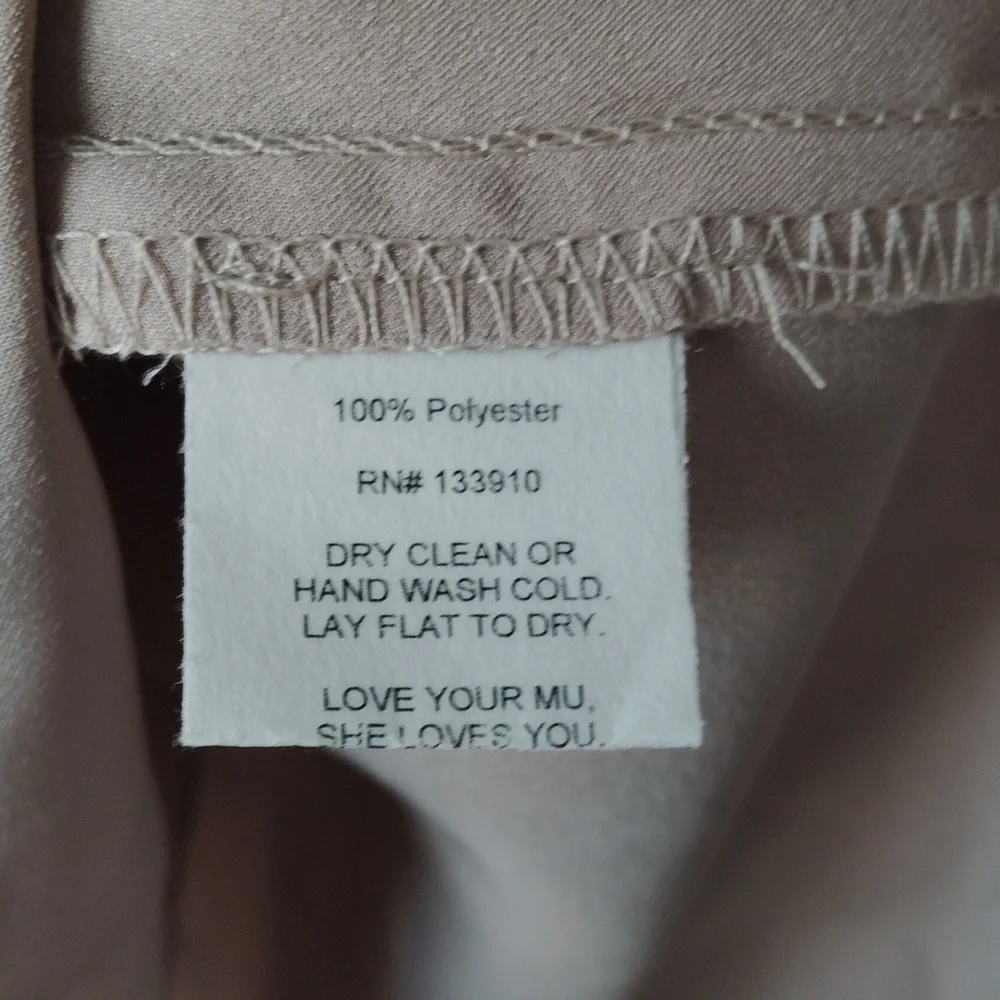 100% Polyester
RN# 133910
DRY CLEAN OR
HAND WASH COLD.
LAY FLAT TO DRY.
LOVE YOUR MU,
SHE LOVES YOU.